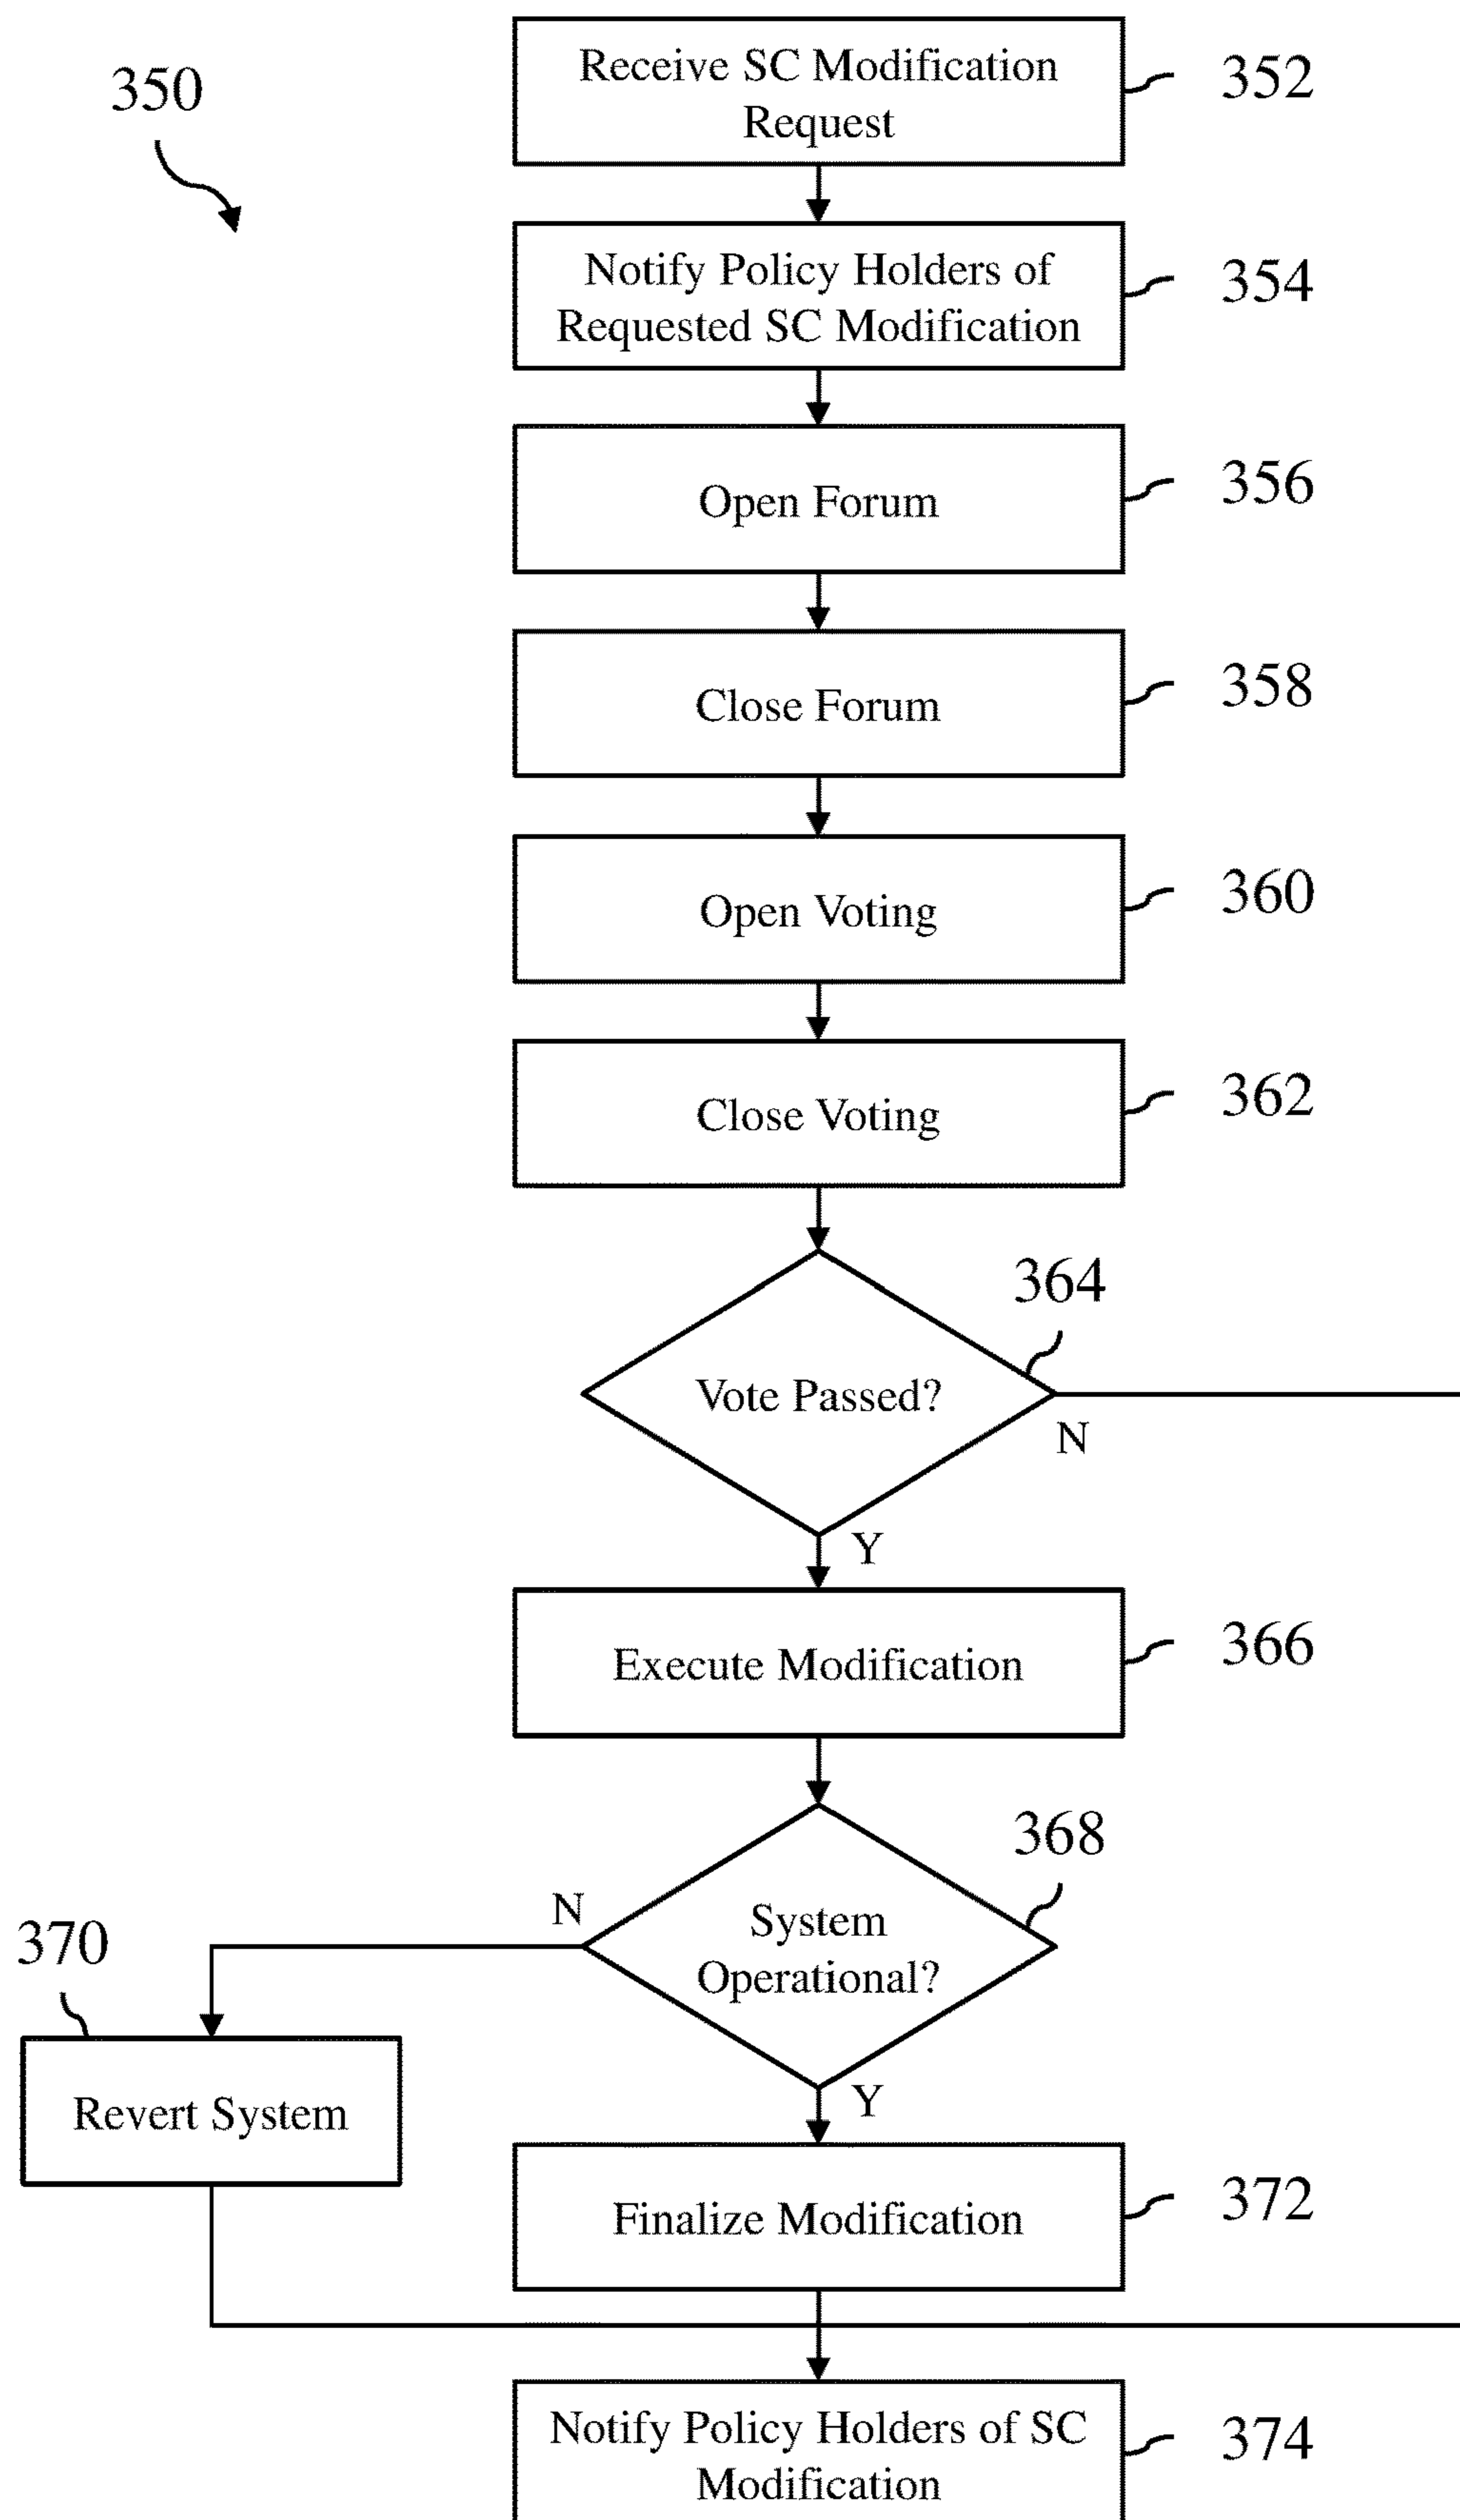 350
Receive SC Modification
Request
352
Notify Policy Holders of
Requested SC Modification
354
Open Forum
356
Close Forum
358
Open Voting
360
Close Voting
362
364
Vote Passed?
N
Y
Execute Modification
366
368
N
System
Operational?
370
Y
Revert System
Finalize Modification
372
Notify Policy Holders of SC
Modification
374